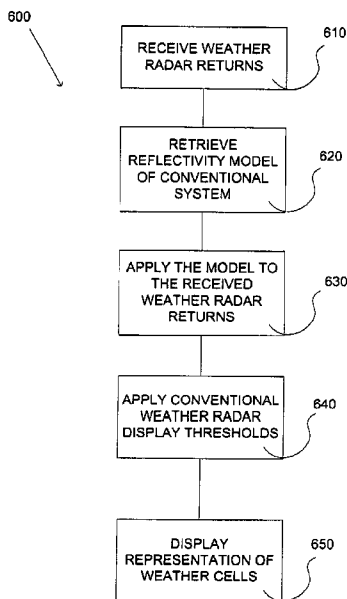 600
RECEIVE WEATHER
RADAR RETURNS
610
RETRIEVE
REFLECTIVITY MODEL
OF CONVENTIONAL
SYSTEM
620
APPLY THE MODEL TO
THE RECEIVED
WEATHER RADAR
RETURNS
630
APPLY CONVENTIONAL
WEATHER RADAR
DISPLAY THRESHOLDS
640
DISPLAY
REPRESENTATION OF
WEATHER CELLS
650